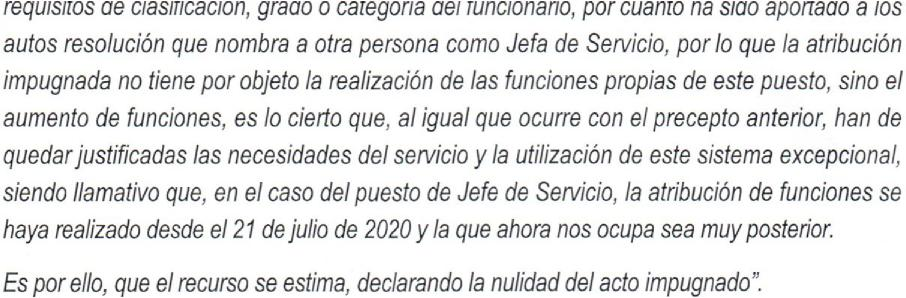 requisitos de clasificación, grado o categoría del funcionario, por cuanto ha sido aportado a los
autos resolución que nombra a otra persona como Jefa de Servicio, por lo que la atribución
impugnada no tiene por objeto la realización de las funciones propias de este puesto, sino el
aumento de funciones, es lo cierto que, al igual que ocurre con el precepto anterior, han de
quedar justificadas las necesidades del servicio y la utilización de este sistema excepcional,
siendo llamativo que, en el caso del puesto de Jefe de Servicio, la atribución de funciones se
haya realizado desde el 21 de julio de 2020 y la que ahora nos ocupa sea muy posterior.
Es por ello, que el recurso se estima, declarando la nulidad del acto impugnado”.